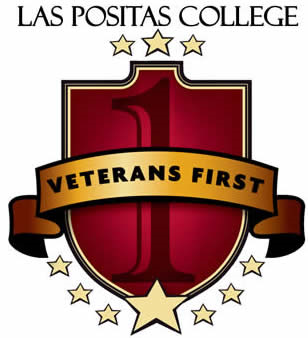 LAS POSITAS COLLEGE
1
VETERANS FIRST